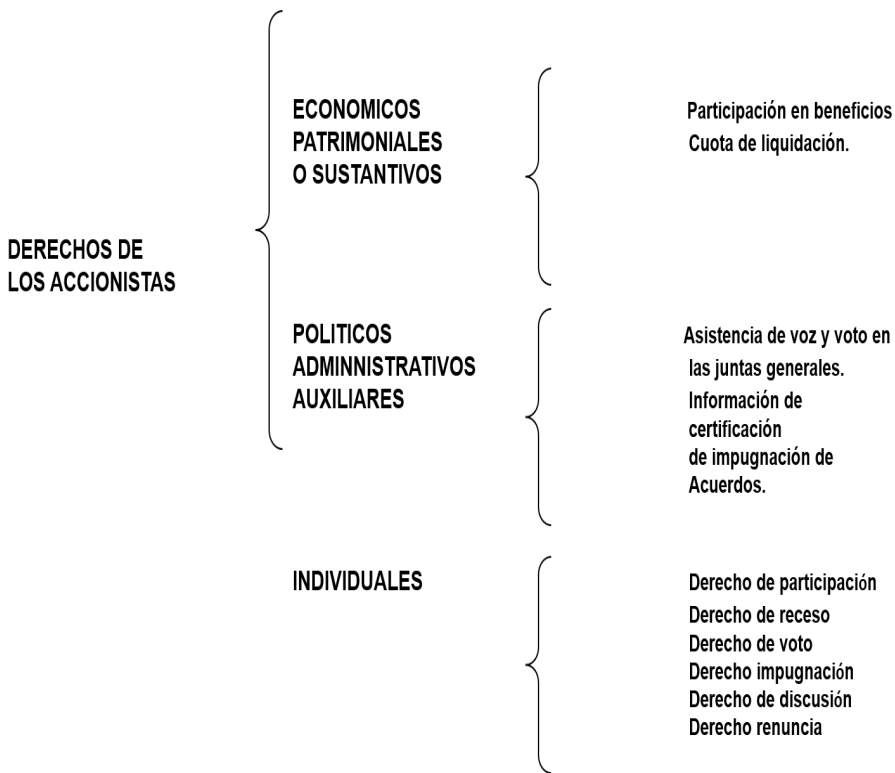 DERECHOS DE
LOS ACCIONISTAS
ECONOMICOS
PATRIMONIALES
O SUSTANTIVOS
Participación en beneficios
Cuota de liquidación.
POLITICOS
ADMINNISTRATIVOS
AUXILIARES
Asistencia de voz y voto en
las juntas generales.
Información de
certificación
de impugnación de
Acuerdos.
INDIVIDUALES
Derecho de participación
Derecho de receso
Derecho de voto
Derecho impugnación
Derecho de discusión
Derecho renuncia